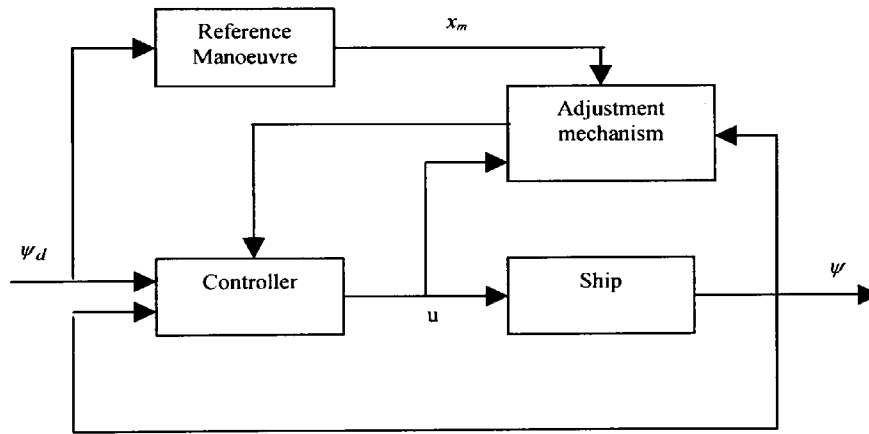 Reference
Manoeuvre
x_m
Adjustment
mechanism
ψ_d
Controller
Ship
ψ
u